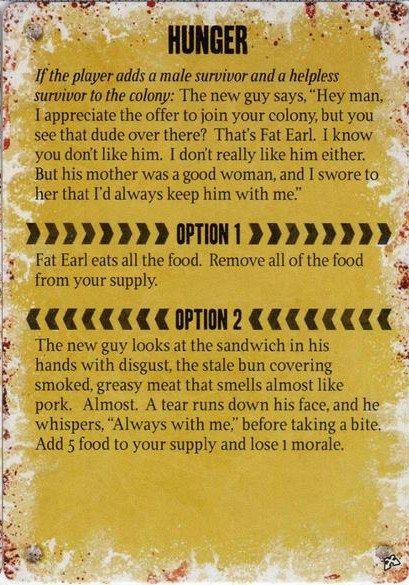 HUNGER
If the player adds a male survivor and a helpless
survivor to the colony: The new guy says, "Hey man,
I appreciate the offer to join your colony, but you
see that dude over there? That's Fat Earl. I know
you don't like him. I don't really like him either.
But his mother was a good woman, and I swore to
her that I'd always keep him with me."
OPTION 1
Fat Earl eats all the food. Remove all of the food
from your supply.
OPTION 2
The new guy looks at the sandwich in his
hands with disgust, the stale bun covering
smoked, greasy meat that smells almost like
pork. Almost. A tear runs down his face, and he
whispers, "Always with me," before taking a bite.
Add 5 food to your supply and lose 1 morale.